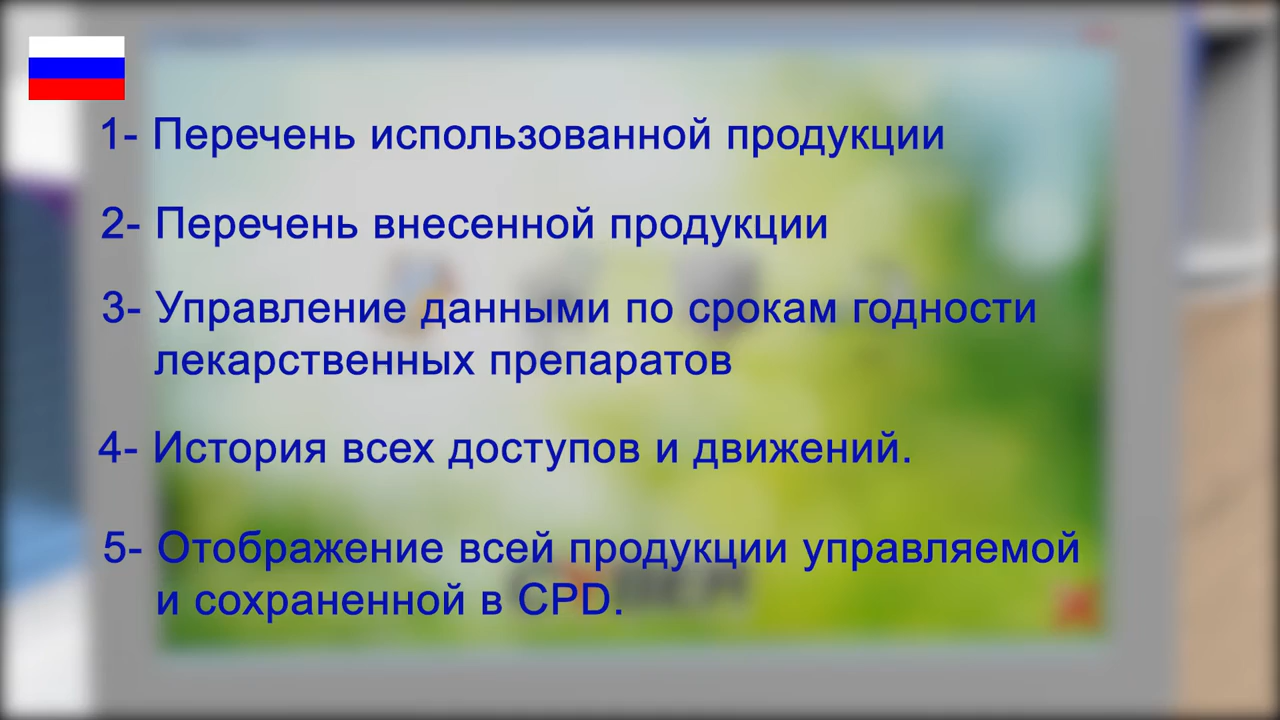 1- Перечень использованной продукции
2- Перечень внесенной продукции
3- Управление данными по срокам годности
лекарственных препаратов
4- История всех доступов и движений.
5- Отображение всей продукции управляемой
и сохраненной в CPD.